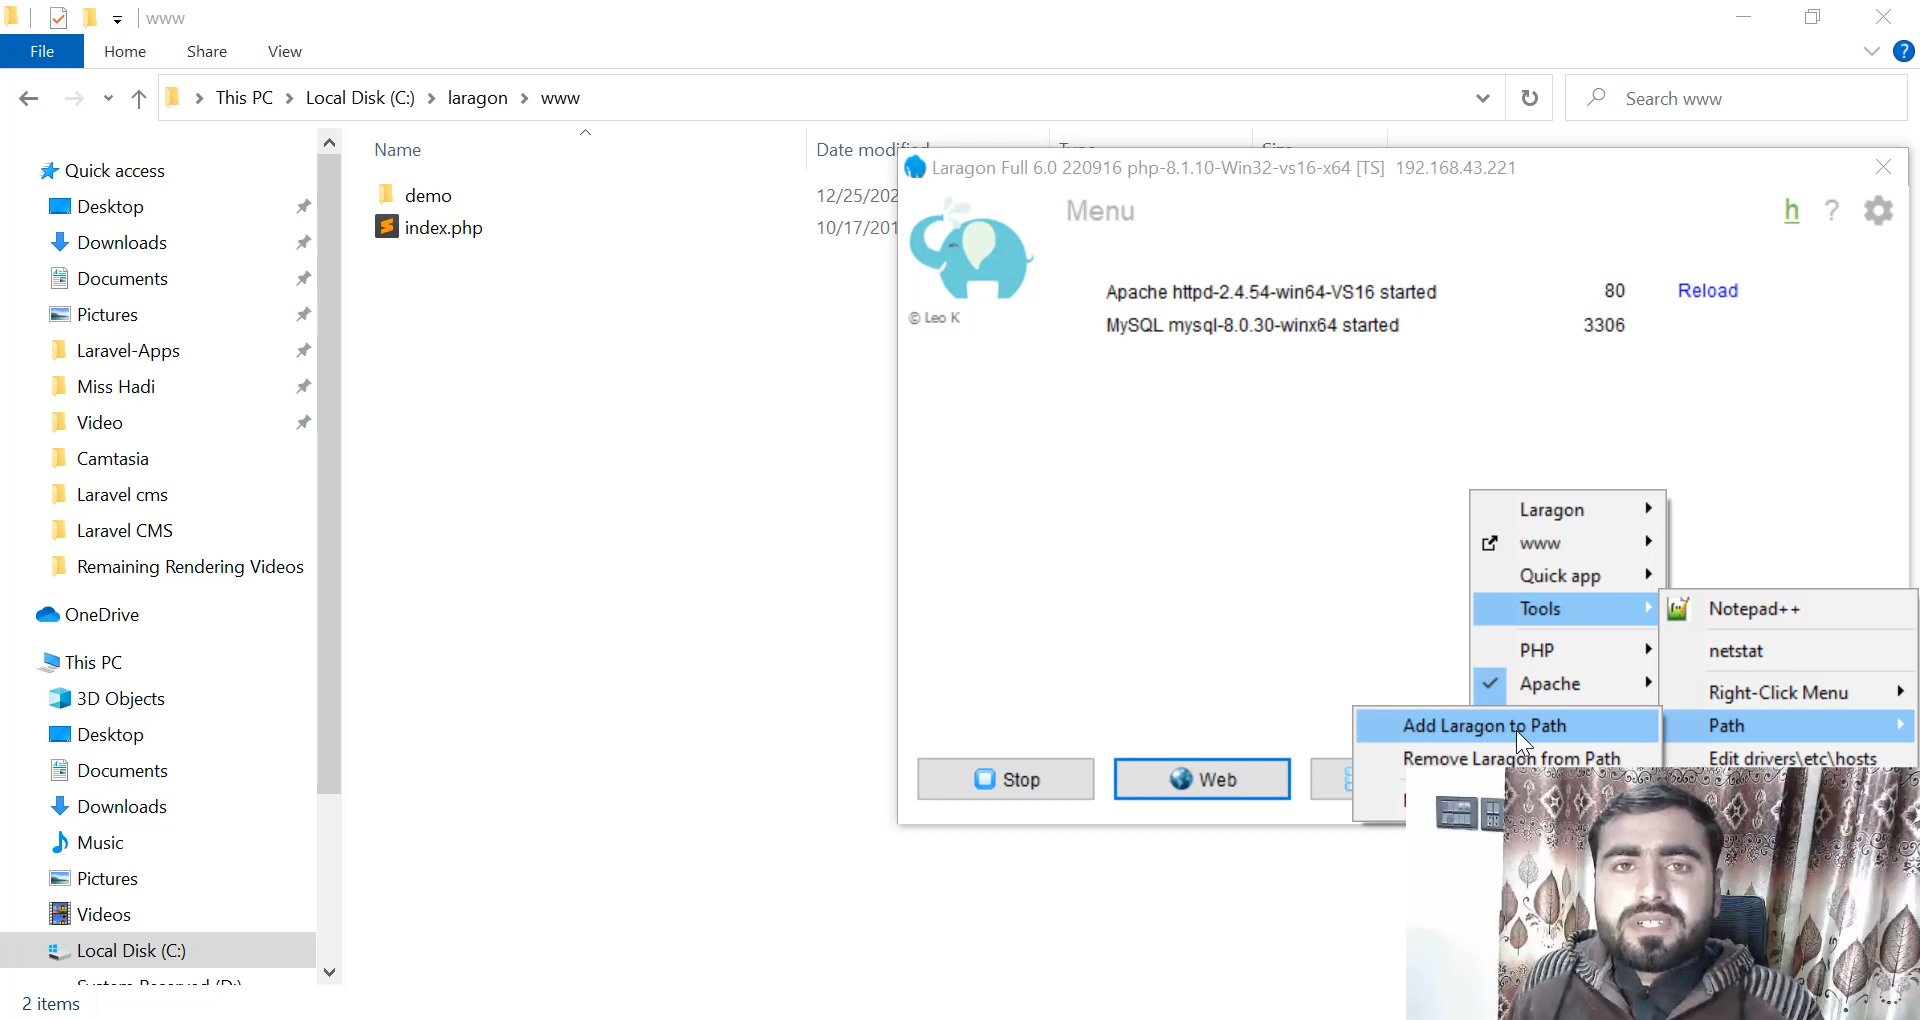 www
File
Home
Share
View
This PC
Local Disk (C:)
laragon
www
Search www
Name
Date modified
Quick access
Desktop
Downloads
Documents
Pictures
Laravel-Apps
Miss Hadi
Video
Camtasia
Laravel cms
Laravel CMS
Remaining Rendering Videos
OneDrive
This PC
3D Objects
Desktop
Documents
Downloads
Music
Pictures
Videos
Local Disk (C:)
2 items
demo
12/25/202
index.php
10/17/201
Laragon Full 6.0 220916 php-8.1.10-Win32-vs16-x64 [TS] 192.168.43.221
Menu
h
?
© Leo K
Apache httpd-2.4.54-win64-VS16 started 80 Reload
MySQL mysql-8.0.30-winx64 started 3306
Laragon
www
Quick app
Tools
PHP
Apache
Notepad++
netstat
Right-Click Menu
Path
Edit drivers\etc\hosts
Add Laragon to Path
Remove Laragon from Path
Stop
Web